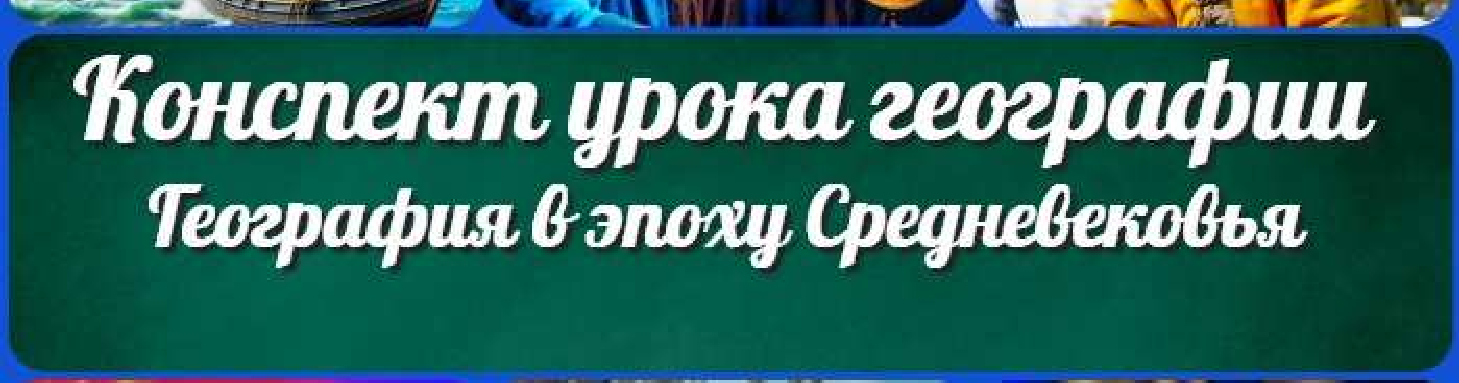 Конспект урока географии
География в эпоху Средневековья